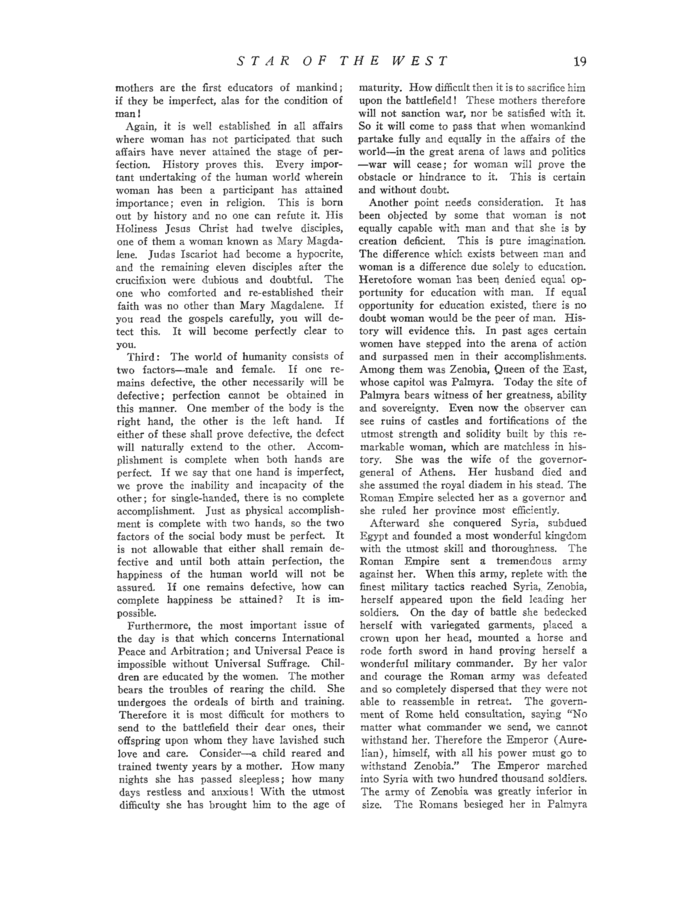 STAR OF THE WEST 19
mothers are the first educators of mankind;
if they be imperfect, alas for the condition of
man!
Again, it is well established in all affairs
where woman has not participated that such
affairs have never attained the stage of per-
fection. History proves this. Every impor-
tant undertaking of the human world wherein
woman has been a participant has attained
importance; even in religion. This is born
out by history and no one can refute it. His
Holiness Jesus Christ had twelve disciples,
one of them a woman known as Mary Magda-
lene. Judas Iscariot had become a hypocrite,
and the remaining eleven disciples after the
crucifixion were dubious and doubtful. The
one who comforted and re-established their
faith was no other than Mary Magdalene. If
you read the gospels carefully, you will de-
tect this. It will become perfectly clear to
you.
Third: The world of humanity consists of
two factors—male and female. If one re-
mains defective, the other necessarily will be
defective; perfection cannot be obtained in
this manner. One member of the body is the
right hand, the other is the left hand. If
either of these shall prove defective, the defect
will naturally extend to the other. Accom-
plishment is complete when both hands are
perfect. If we say that one hand is imperfect,
we prove the inability and incapacity of the
other; for single-handed, there is no complete
accomplishment. Just as physical accomplish-
ment is complete with two hands, so the two
factors of the social body must be perfect. It
is not allowable that either shall remain de-
fective and until both attain perfection, the
happiness of the human world will not be
assured. If one remains defective, how can
complete happiness be attained? It is im-
possible.
Furthermore, the most important issue of
the day is that which concerns International
Peace and Arbitration; and Universal Peace is
impossible without Universal Suffrage. Chil-
dren are educated by the women. The mother
bears the troubles of rearing the child. She
undergoes the ordeals of birth and training.
Therefore it is most difficult for mothers to
send to the battlefield their dear ones, their
offspring upon whom they have lavished such
love and care. Consider—a child reared and
trained twenty years by a mother. How many
nights she has passed sleepless; how many
days restless and anxious! With the utmost
difficulty she has brought him to the age of
maturity. How difficult then it is to sacrifice him
upon the battlefield! These mothers therefore
will not sanction war, nor be satisfied with it.
So it will come to pass that when womankind
partake fully and equally in the affairs of the
world—in the great arena of laws and politics
—war will cease; for woman will prove the
obstacle or hindrance to it. This is certain
and without doubt.
Another point needs consideration. It has
been objected by some that woman is not
equally capable with man and that she is by
creation deficient. This is pure imagination.
The difference which exists between man and
woman is a difference due solely to education.
Heretofore woman has been denied equal op-
portunity for education with man. If equal
opportunity for education existed, there is no
doubt woman would be the peer of man. His-
tory will evidence this. In past ages certain
women have stepped into the arena of action
and surpassed men in their accomplishments.
Among them was Zenobia, Queen of the East,
whose capitol was Palmyra. Today the site of
Palmyra bears witness of her greatness, ability
and sovereignty. Even now the observer can
see ruins of castles and fortifications of the
utmost strength and solidity built by this re-
markable woman, which are matchless in his-
tory. She was the wife of the governor-
general of Athens. Her husband died and
she assumed the royal diadem in his stead. The
Roman Empire selected her as a governor and
she ruled her province most efficiently.
Afterward she conquered Syria, subdued
Egypt and founded a most wonderful kingdom
with the utmost skill and thoroughness. The
Roman Empire sent a tremendous army
against her. When this army, replete with the
finest military tactics reached Syria, Zenobia,
herself appeared upon the field leading her
soldiers. On the day of battle she bedecked
herself with variegated garments, placed a
crown upon her head, mounted a horse and
rode forth sword in hand proving herself a
wonderful military commander. By her valor
and courage the Roman army was defeated
and so completely dispersed that they were not
able to reassemble in retreat. The govern-
ment of Rome held consultation, saying "No
matter what commander we send, we cannot
withstand her. Therefore the Emperor (Aure-
lian), himself, with all his power must go to
withstand Zenobia." The Emperor marched
into Syria with two hundred thousand soldiers.
The army of Zenobia was greatly inferior in
size. The Romans besieged her in Palmyra